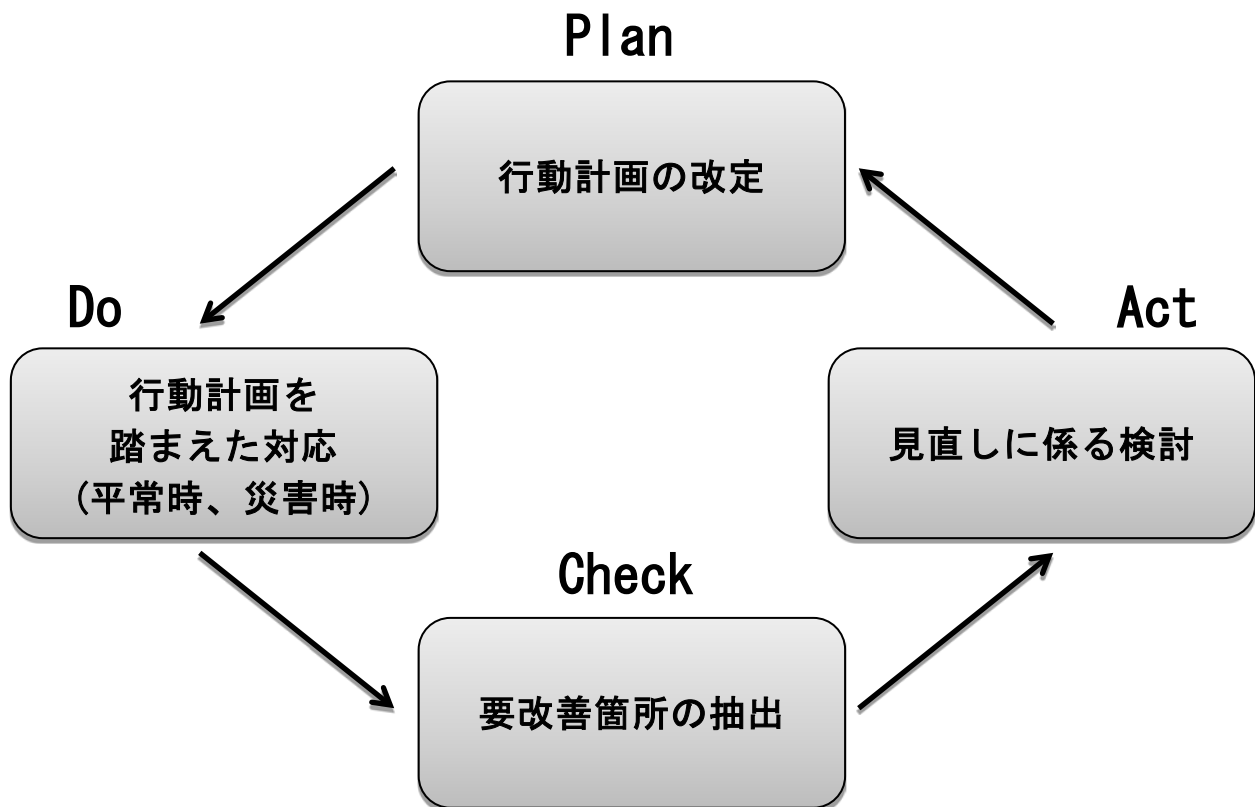 Plan
行動計画の改定
Do
行動計画を
踏まえた対応
(平常時、災害時)
Act
見直しに係る検討
Check
要改善箇所の抽出